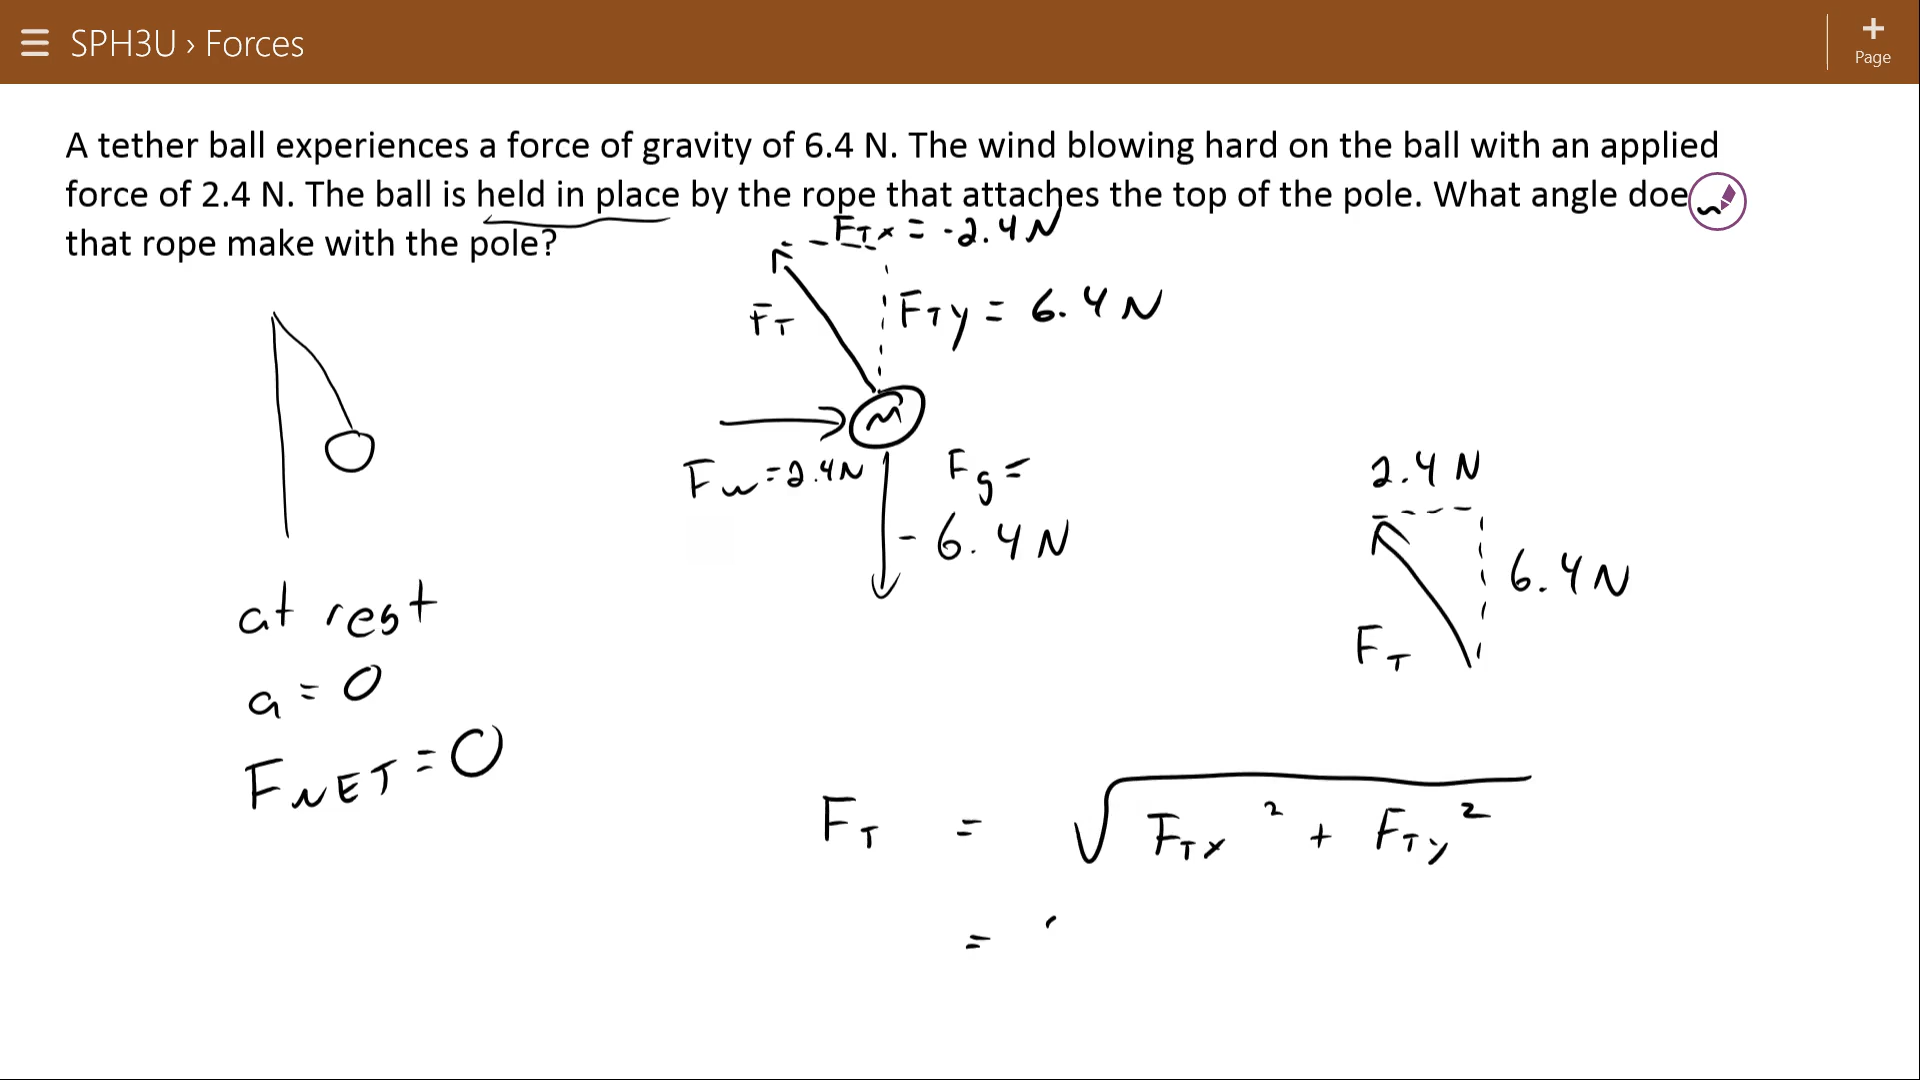 SPH3U › Forces
+
Page
A tether ball experiences a force of gravity of 6.4 N. The wind blowing hard on the ball with an applied
force of 2.4 N. The ball is held in place by the rope that attaches the top of the pole. What angle doe
that rope make with the pole?
FTx = -2.4 N
FT
FTy = 6.4 N
M
Fw = 2.4 N
Fg =
- 6.4 N
2.4 N
6.4 N
FT
at rest
a = 0
FNET = 0
FT = √ FTx² + FTy²
=